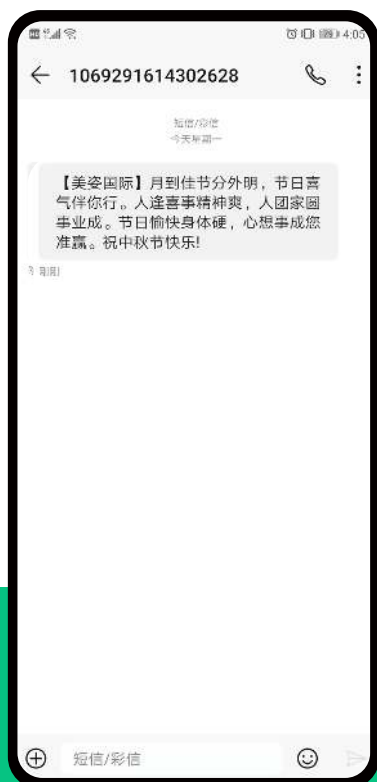 4:05
1069291614302628
短信/彩信
今天星期一
【美姿国际】月到佳节分外明，节日喜
气伴你行。人逢喜事精神爽，人团家圆
事业成。节日愉快身体硬，心想事成您
准赢。祝中秋节快乐!
刚刚
短信/彩信